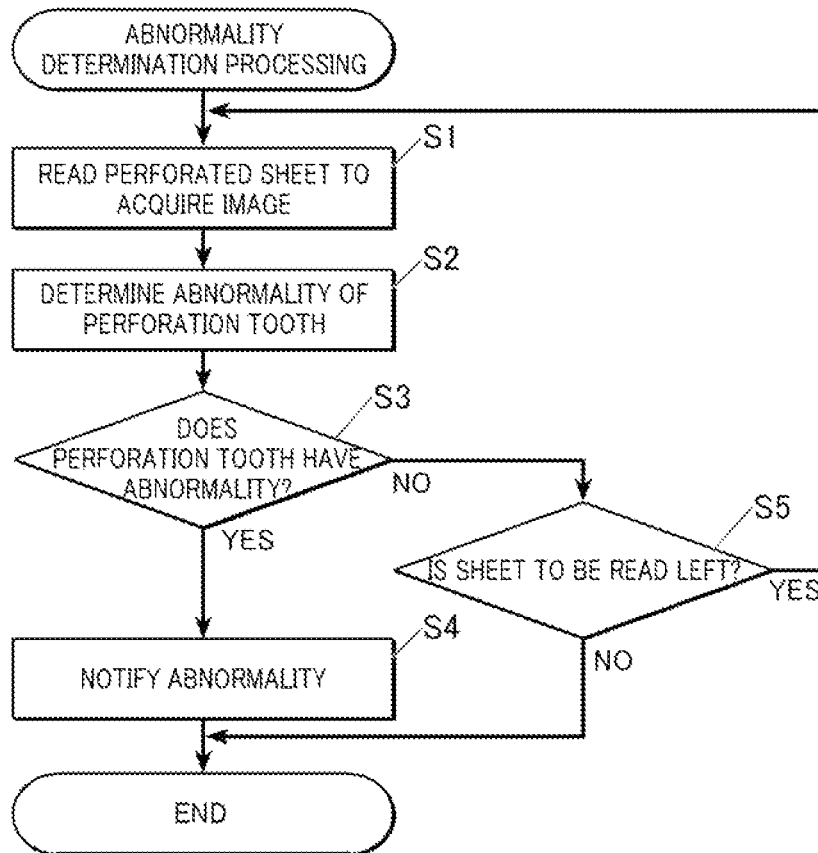 ABNORMALITY
DETERMINATION PROCESSING
S1
READ PERFORATED SHEET TO
ACQUIRE IMAGE
S2
DETERMINE ABNORMALITY OF
PERFORATION TOOTH
S3
DOES
PERFORATION TOOTH HAVE
ABNORMALITY?
NO
YES
S5
IS SHEET TO BE READ LEFT?
YES
NO
S4
NOTIFY ABNORMALITY
END